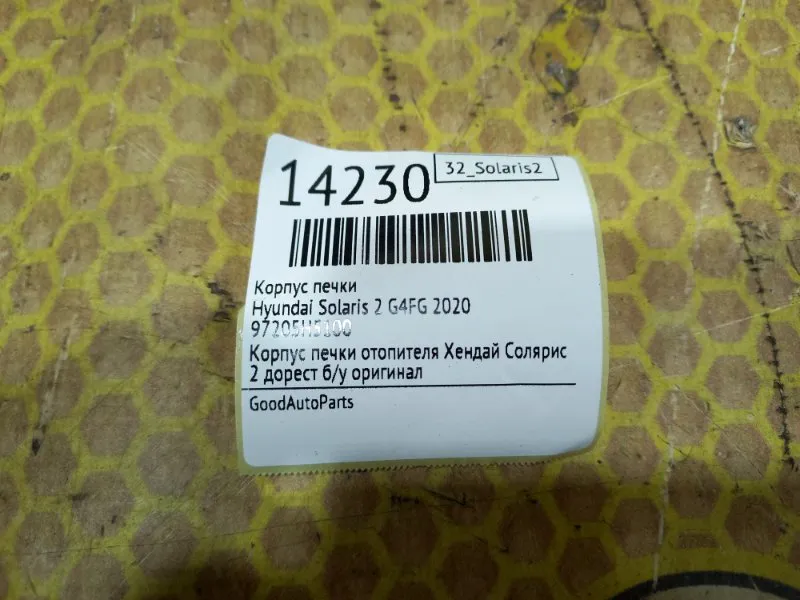 14230
32_Solaris2
Корпус печки
Hyundai Solaris 2 G4FG 2020
97205H5100
Корпус печки отопителя Хендай Солярис
2 дорест б/у оригинал
GoodAutoParts